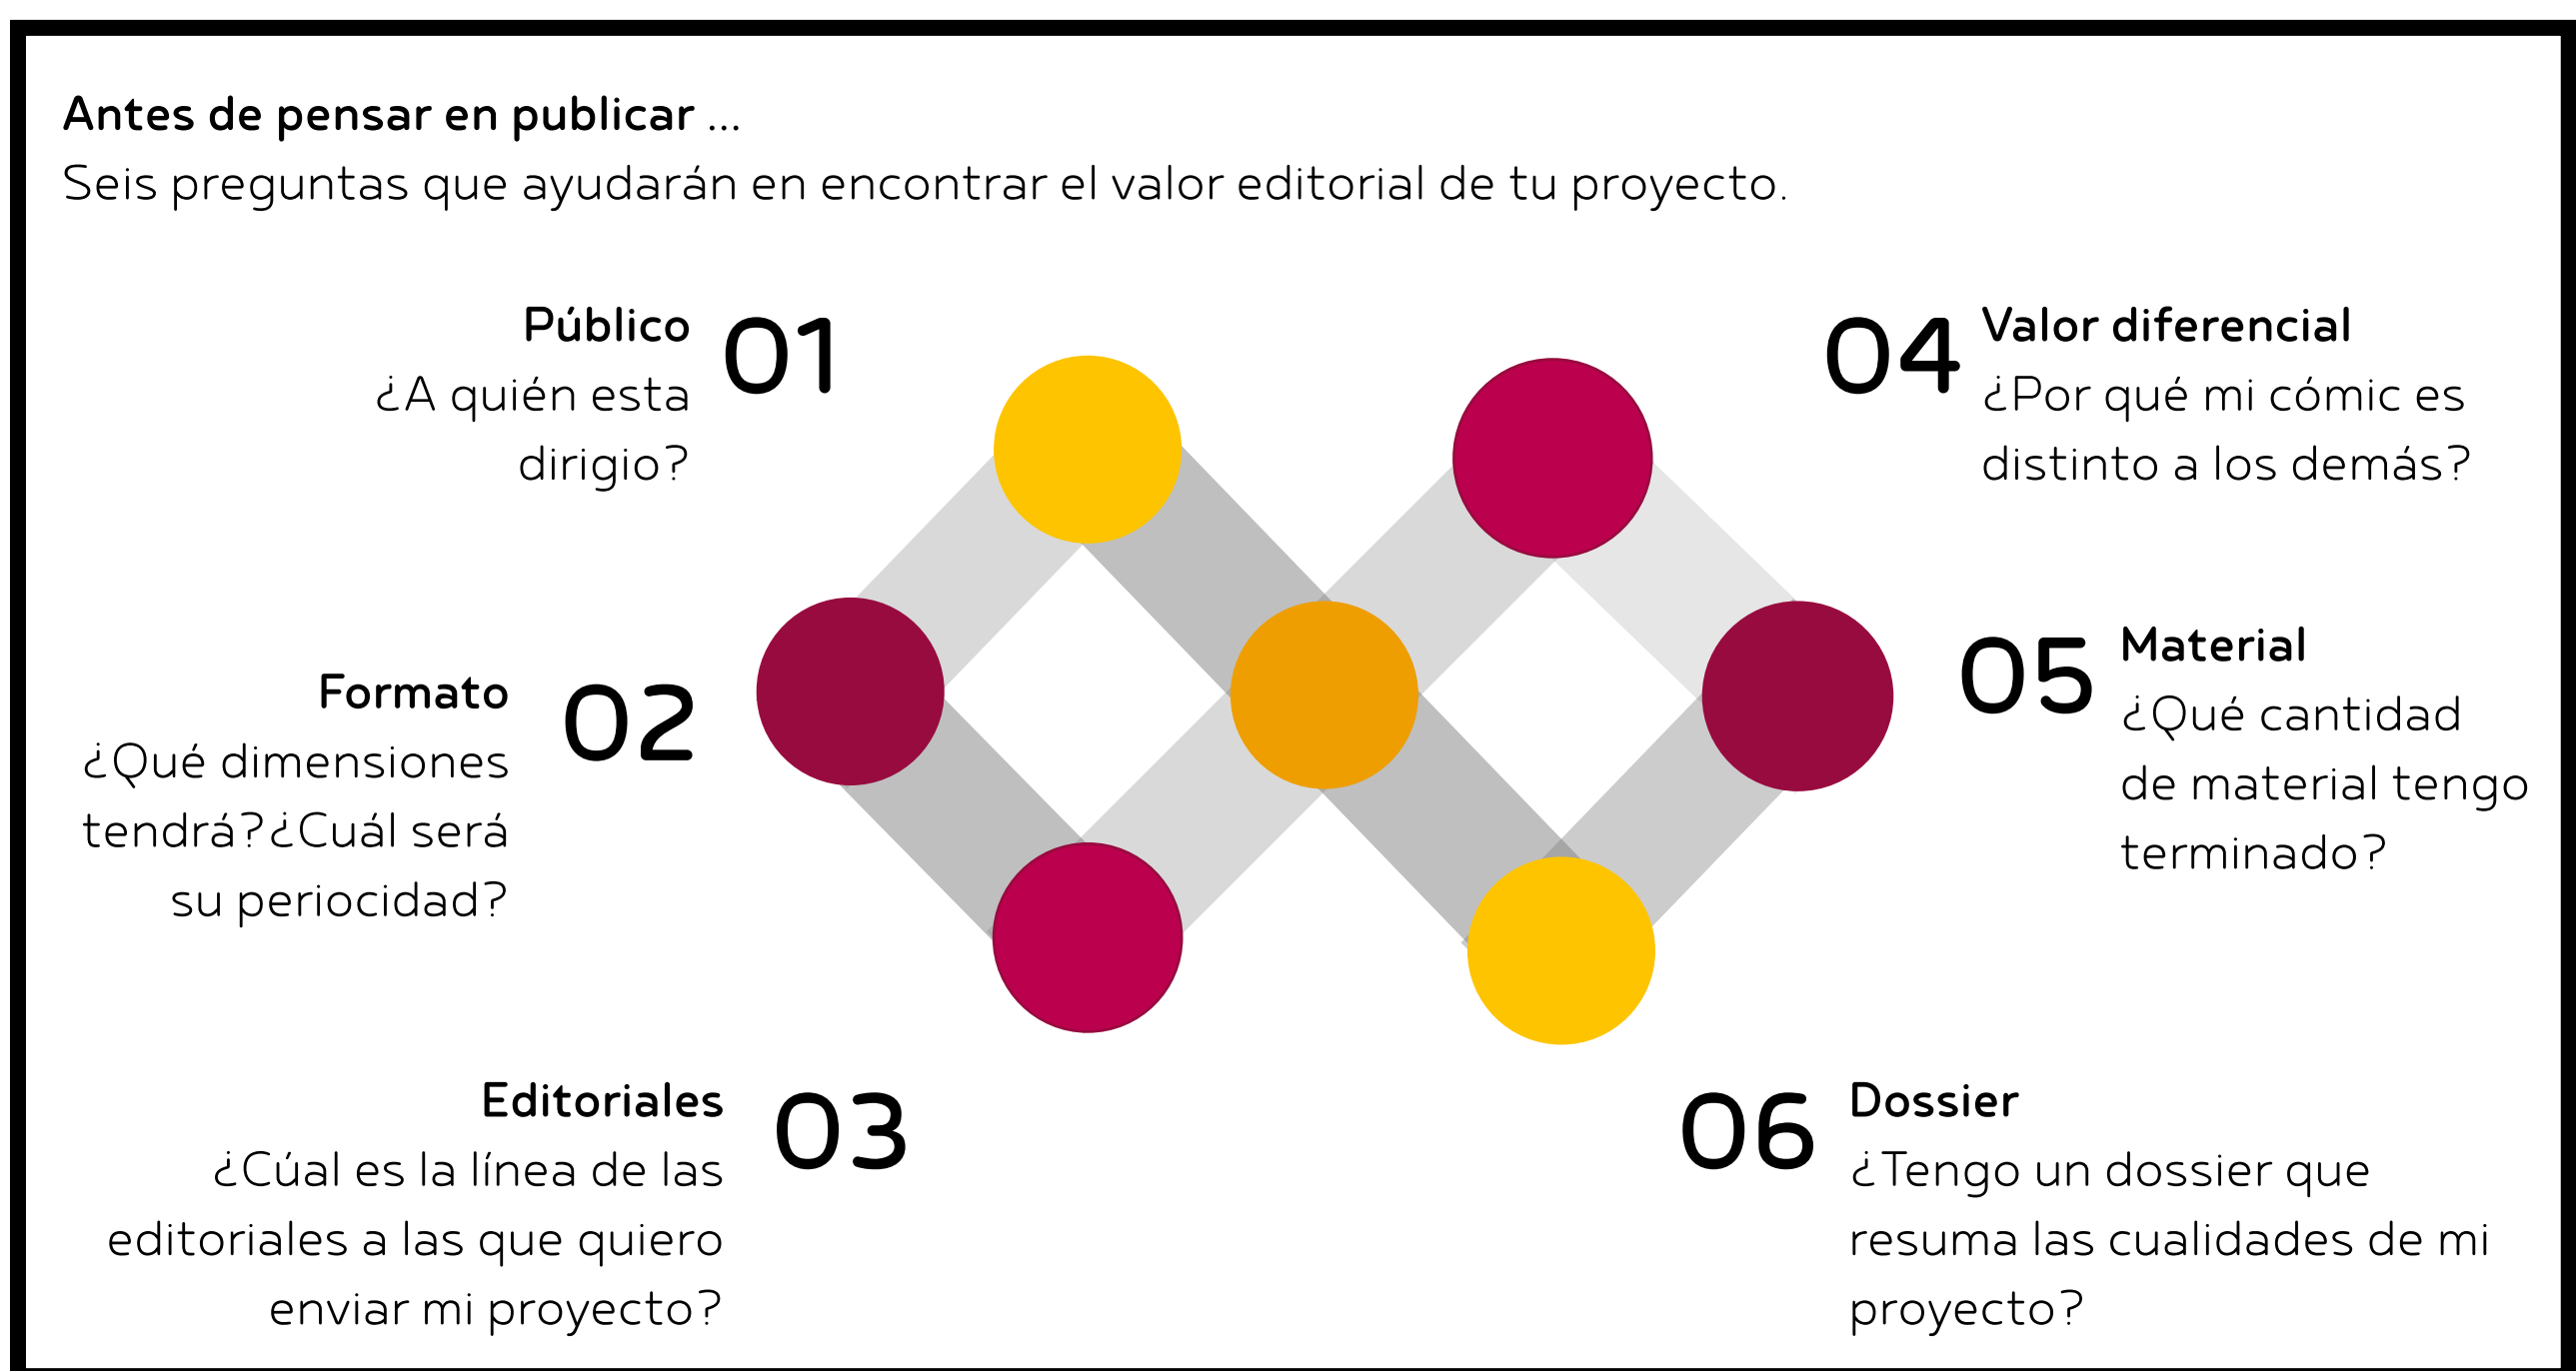 Antes de pensar en publicar ...
Seis preguntas que ayudarán en encontrar el valor editorial de tu proyecto.
Público
01
¿A quién esta
dirigio?
Formato
02
¿Qué dimensiones
tendrá?¿Cuál será
su periocidad?
Editoriales
03
¿Cúal es la línea de las
editoriales a las que quiero
enviar mi proyecto?
04
Valor diferencial
¿Por qué mi cómic es
distinto a los demás?
05
Material
¿Qué cantidad
de material tengo
terminado?
06
Dossier
¿Tengo un dossier que
resuma las cualidades de mi
proyecto?